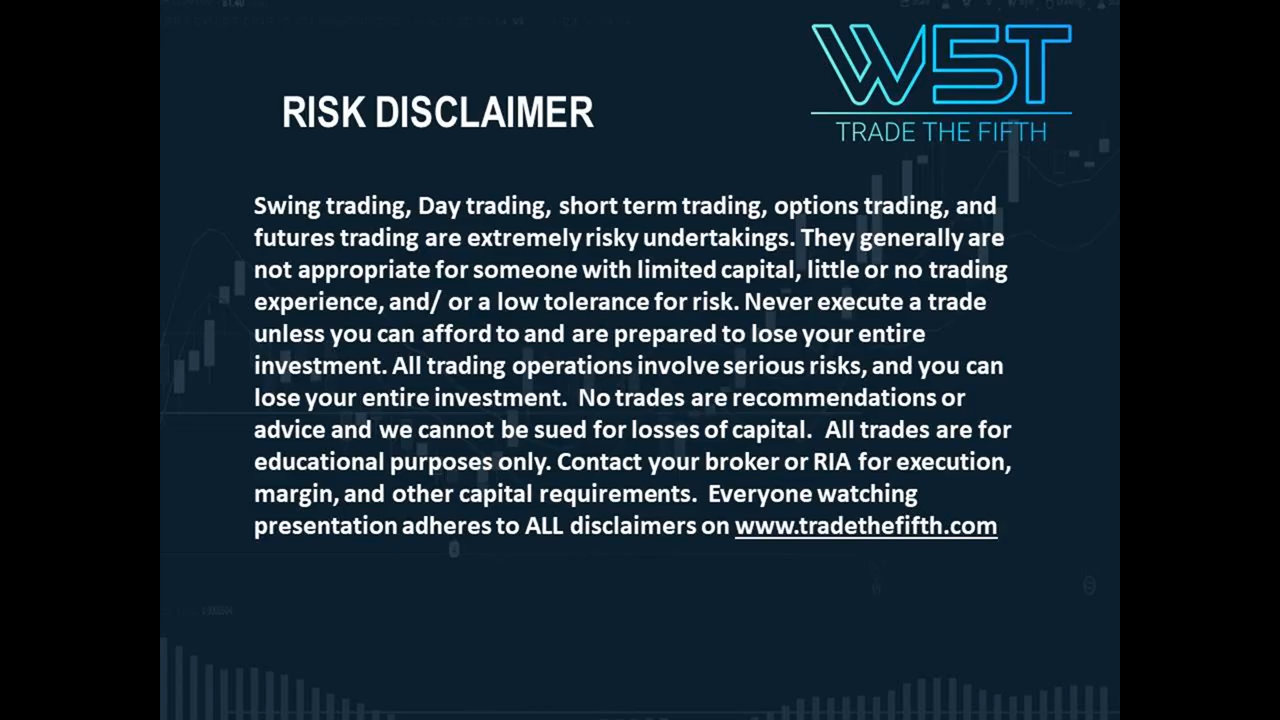 W5T
TRADE THE FIFTH
RISK DISCLAIMER
Swing trading, Day trading, short term trading, options trading, and
futures trading are extremely risky undertakings. They generally are
not appropriate for someone with limited capital, little or no trading
experience, and/ or a low tolerance for risk. Never execute a trade
unless you can afford to and are prepared to lose your entire
investment. All trading operations involve serious risks, and you can
lose your entire investment.  No trades are recommendations or
advice and we cannot be sued for losses of capital.  All trades are for
educational purposes only. Contact your broker or RIA for execution,
margin, and other capital requirements.  Everyone watching
presentation adheres to ALL disclaimers on www.tradethefifth.com